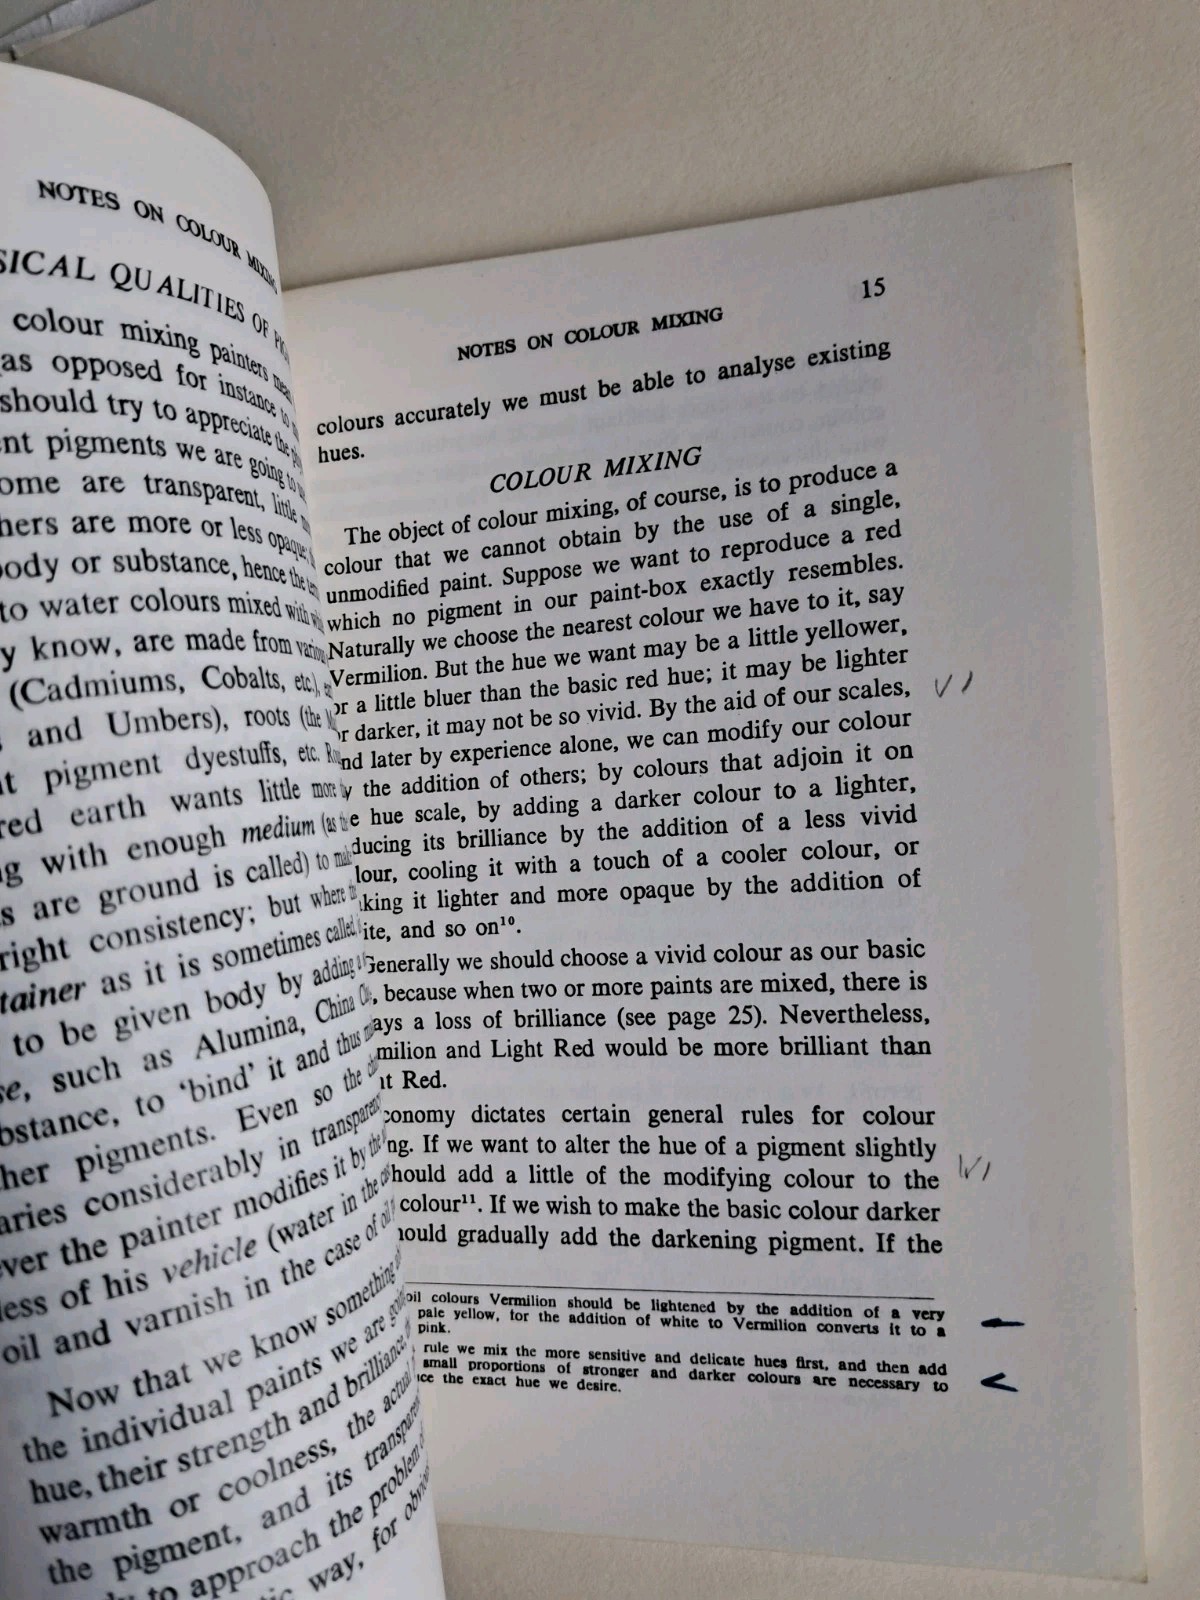 NOTES ON COLOUR MIXING
SICAL QUALITIES OF
colour mixing painters
as opposed for instance to
should try to appreciate the
nt pigments we are going to
ome are transparent, little
hers are more or less opaque
body or substance, hence the
to water colours mixed with
y know, are made from
(Cadmiums, Cobalts, etc.),
and Umbers), roots (the
t pigment dyestuffs, etc.
red earth wants little more
g with enough medium (as
s are ground is called) to
right consistency; but where
tainer as it is sometimes called
to be given body by adding
se, such as Alumina, China
bstance, to 'bind' it and thus
her pigments. Even so the
aries considerably in transparency
ver the painter modifies it by the
less of his vehicle (water in the
oil and varnish in the case of
Now that we know something
the individual paints we are
hue, their strength and brilliance,
warmth or coolness, the actual
the pigment, and its
to approach the problem
way, for
15
NOTES ON COLOUR MIXING
colours accurately we must be able to analyse existing
hues.
COLOUR MIXING
The object of colour mixing, of course, is to produce a
colour that we cannot obtain by the use of a single,
unmodified paint. Suppose we want to reproduce a red
which no pigment in our paint-box exactly resembles.
Naturally we choose the nearest colour we have to it, say
Vermilion. But the hue we want may be a little yellower,
or a little bluer than the basic red hue; it may be lighter
r darker, it may not be so vivid. By the aid of our scales,
nd later by experience alone, we can modify our colour
y the addition of others; by colours that adjoin it on
e hue scale, by adding a darker colour to a lighter,
ducing its brilliance by the addition of a less vivid
lour, cooling it with a touch of a cooler colour, or
king it lighter and more opaque by the addition of
ite, and so on¹⁰.
Generally we should choose a vivid colour as our basic
, because when two or more paints are mixed, there is
ays a loss of brilliance (see page 25). Nevertheless,
milion and Light Red would be more brilliant than
t Red.
conomy dictates certain general rules for colour
ng. If we want to alter the hue of a pigment slightly
hould add a little of the modifying colour to the
colour¹¹. If we wish to make the basic colour darker
hould gradually add the darkening pigment. If the
oil colours Vermilion should be lightened by the addition of a very
pale yellow, for the addition of white to Vermilion converts it to a
pink.
rule we mix the more sensitive and delicate hues first, and then add
small proportions of stronger and darker colours are necessary to
ce the exact hue we desire.